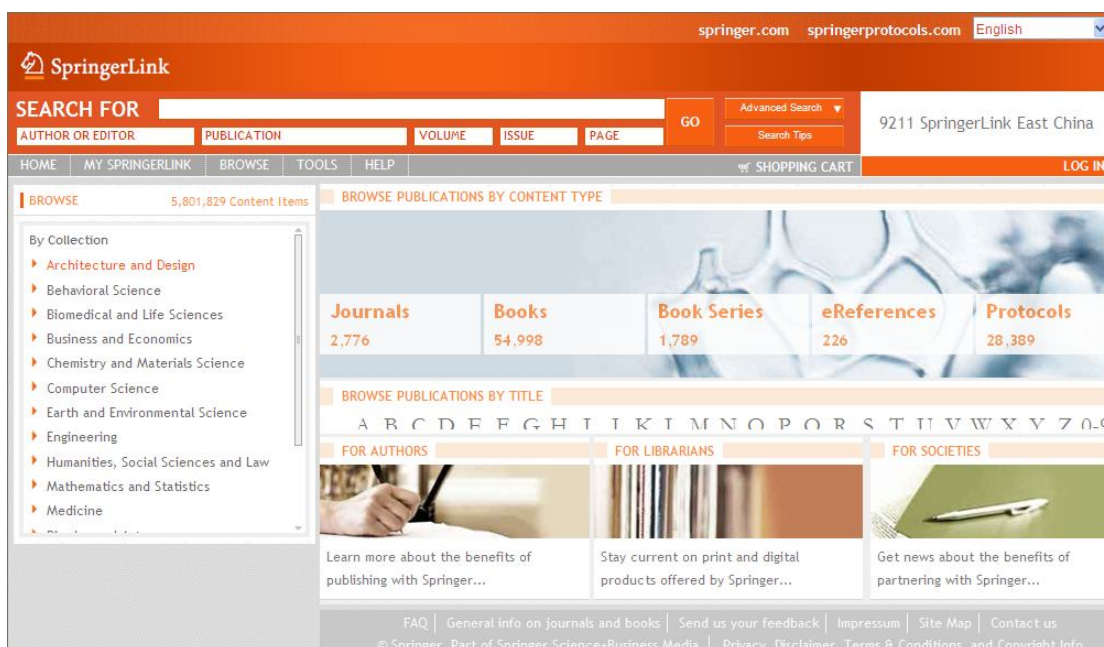 springer.com springerprotocols.com English
SpringerLink
SEARCH FOR
GO
Advanced Search
Search Tips
AUTHOR OR EDITOR PUBLICATION VOLUME ISSUE PAGE
9211 SpringerLink East China
HOME MY SPRINGERLINK BROWSE TOOLS HELP
SHOPPING CART
LOG IN
BROWSE 5,801,829 Content Items
By Collection
Architecture and Design
Behavioral Science
Biomedical and Life Sciences
Business and Economics
Chemistry and Materials Science
Computer Science
Earth and Environmental Science
Engineering
Humanities, Social Sciences and Law
Mathematics and Statistics
Medicine
BROWSE PUBLICATIONS BY CONTENT TYPE
Journals Books Book Series eReferences Protocols
2,776 54,998 1,789 226 28,389
BROWSE PUBLICATIONS BY TITLE
A B C D E F G H I J K L M N O P Q R S T U V W X Y Z 0-9
FOR AUTHORS
Learn more about the benefits of
publishing with Springer...
FOR LIBRARIANS
Stay current on print and digital
products offered by Springer...
FOR SOCIETIES
Get news about the benefits of
partnering with Springer...
FAQ | General info on journals and books | Send us your feedback | Impressum | Site Map | Contact us
© Springer, Part of Springer Science+Business Media | Privacy, Disclaimer, Terms & Conditions, and Copyright Info